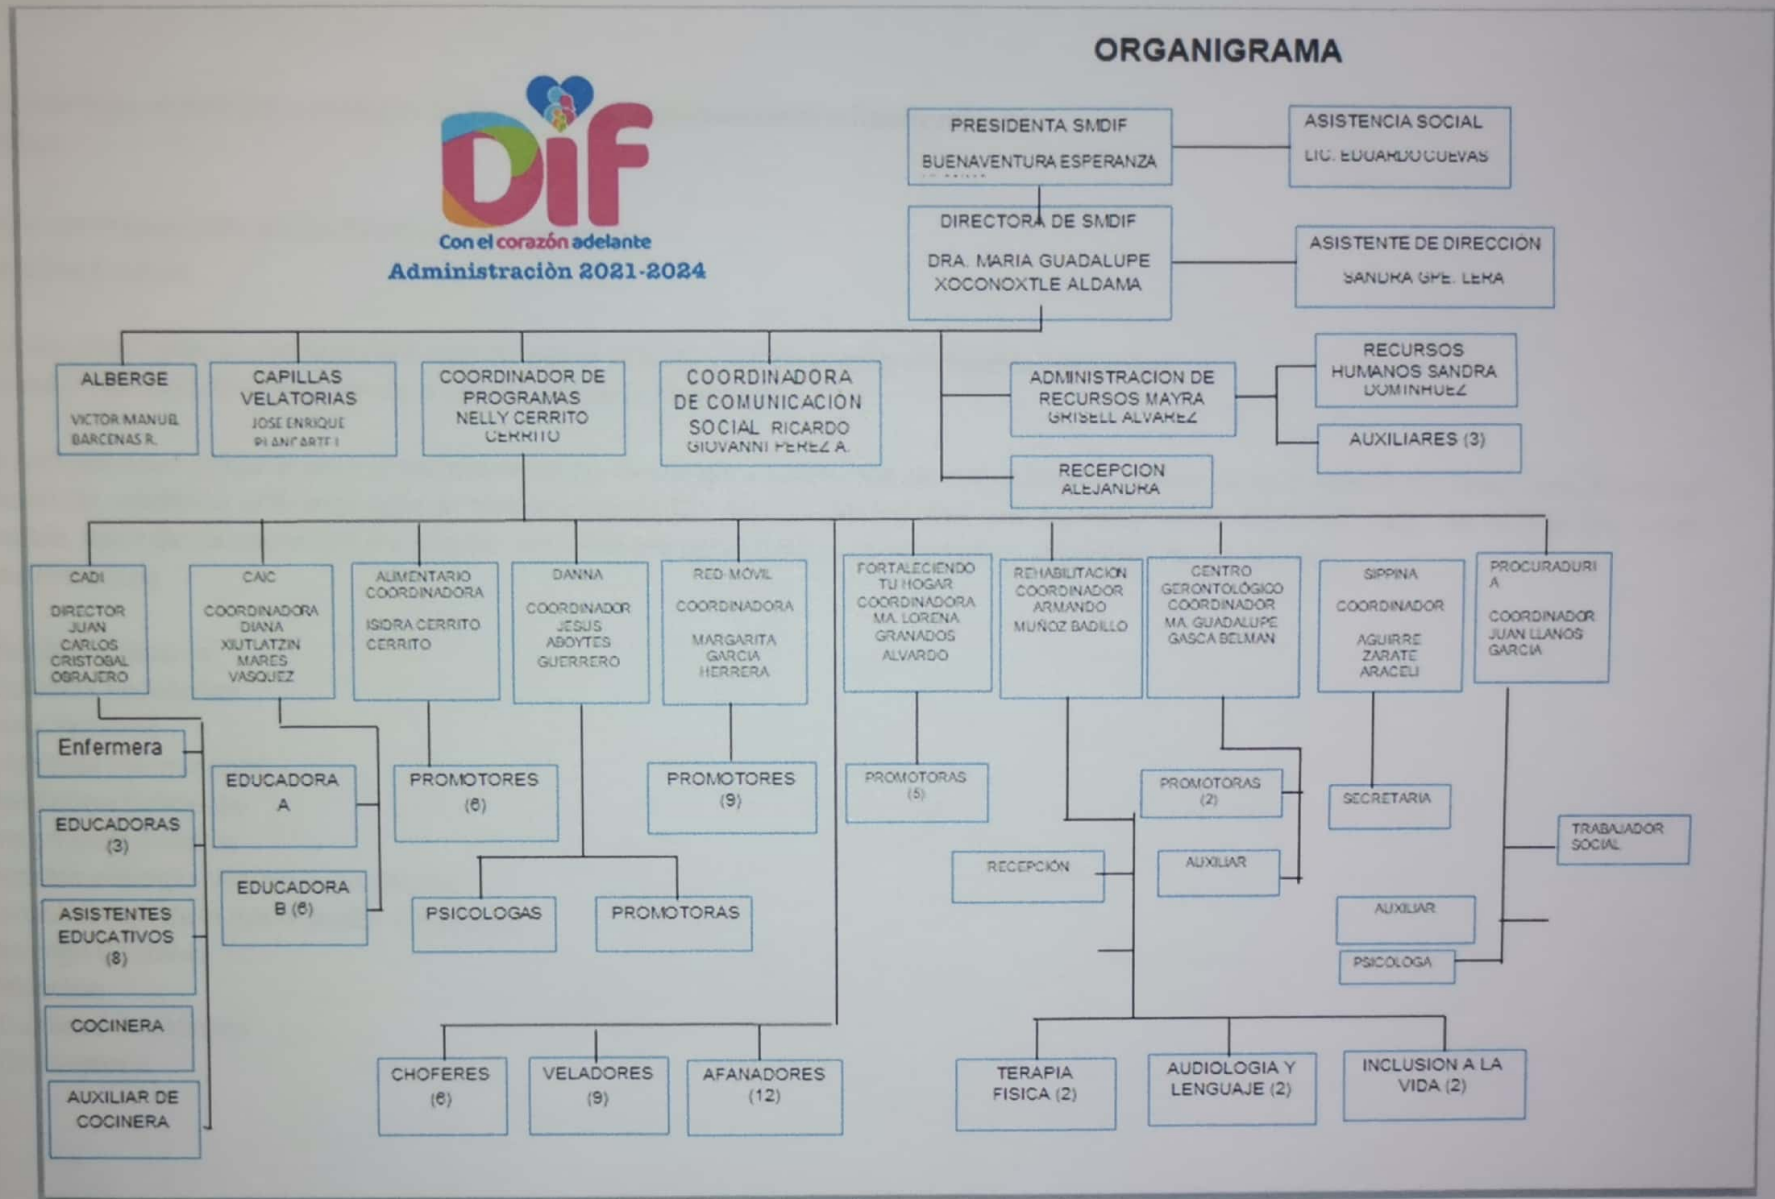 ORGANIGRAMA
Dif
Con el corazón adelante
Administraciòn 2021-2024
PRESIDENTA SMDIF
BUENAVENTURA ESPERANZA
ASISTENCIA SOCIAL
LIC. EDUARDO CUEVAS
DIRECTORA DE SMDIF
DRA. MARIA GUADALUPE
XOCONOXTLE ALDAMA
ASISTENTE DE DIRECCIÓN
SANDRA GPE. LERA
ALBERGE
VICTOR MANUEL
BARCENAS R.
CAPILLAS
VELATORIAS
JOSE ENRIQUE
PLANCARTE L
COORDINADOR DE
PROGRAMAS
NELLY CERRITO
CERRITO
COORDINADORA
DE COMUNICACIÓN
SOCIAL RICARDO
GIOVANNI PEREZ A.
ADMINISTRACION DE
RECURSOS MAYRA
GRISELL ALVAREZ
RECURSOS
HUMANOS SANDRA
DOMINHUEZ
AUXILIARES (3)
RECEPCION
ALEJANDRA
CADI
DIRECTOR
JUAN
CARLOS
CRISTOBAL
OBRAJERO
CAIC
COORDINADORA
DIANA
XIUTLATZIN
MARES
VASQUEZ
ALIMENTARIO
COORDINADORA
ISIDRA CERRITO
CERRITO
DANNA
COORDINADOR
JESUS
ABOYTES
GUERRERO
RED MÓVIL
COORDINADORA
MARGARITA
GARCIA
HERRERA
FORTALECIENDO
TU HOGAR
COORDINADORA
MA. LORENA
GRANADOS
ALVARDO
REHABILITACION
COORDINADOR
ARMANDO
MUÑOZ BADILLO
CENTRO
GERONTOLÓGICO
COORDINADOR
MA. GUADALUPE
GASCA BELMAN
SIPPINA
COORDINADOR
AGUIRRE
ZARATE
ARACELI
PROCURADURI
A
COORDINADOR
JUAN LLANOS
GARCIA
Enfermera
EDUCADORAS
(3)
ASISTENTES
EDUCATIVOS
(8)
COCINERA
AUXILIAR DE
COCINERA
EDUCADORA
A
EDUCADORA
B (6)
PROMOTORES
(6)
PSICOLOGAS
PROMOTORAS
PROMOTORES
(9)
PROMOTORAS
(5)
RECEPCIÓN
PROMOTORAS
(2)
AUXILIAR
SECRETARIA
TRABAJADOR
SOCIAL
AUXILIAR
PSICOLOGA
CHOFERES
(6)
VELADORES
(9)
AFANADORES
(12)
TERAPIA
FISICA (2)
AUDIOLOGIA Y
LENGUAJE (2)
INCLUSION A LA
VIDA (2)